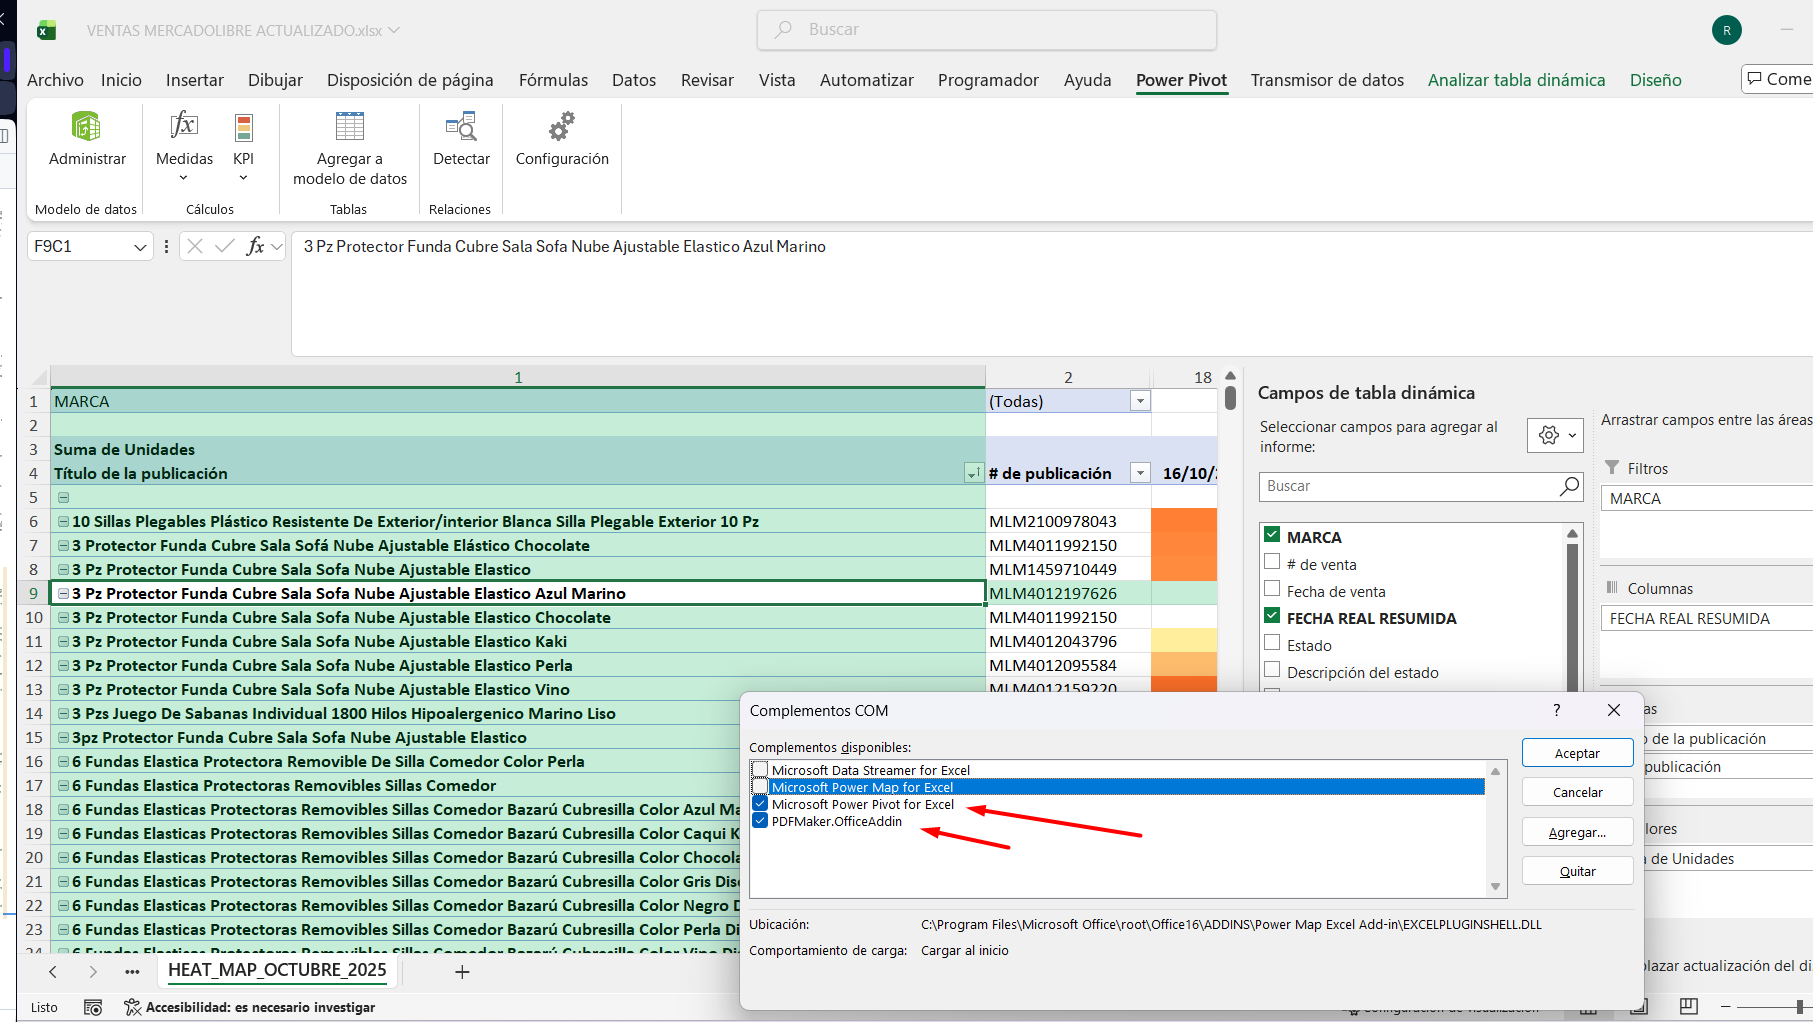 VENTAS MERCADOLIBRE ACTUALIZADO.xlsx
Buscar
R
Archivo Inicio Insertar Dibujar Disposición de página Fórmulas Datos Revisar Vista Automatizar Programador Ayuda Power Pivot Transmisor de datos Analizar tabla dinámica Diseño Come
Administrar
Medidas
KPI
Agregar a
modelo de datos
Detectar
Configuración
Modelo de datos Cálculos Tablas Relaciones
F9C1
fx
3 Pz Protector Funda Cubre Sala Sofa Nube Ajustable Elastico Azul Marino
1 2 18
1 MARCA (Todas)
2
3 Suma de Unidades
4 Título de la publicación # de publicación 16/10/2
5
6 10 Sillas Plegables Plástico Resistente De Exterior/interior Blanca Silla Plegable Exterior 10 Pz MLM2100978043
7 3 Protector Funda Cubre Sala Sofá Nube Ajustable Elástico Chocolate MLM4011992150
8 3 Pz Protector Funda Cubre Sala Sofa Nube Ajustable Elastico MLM1459710449
9 3 Pz Protector Funda Cubre Sala Sofa Nube Ajustable Elastico Azul Marino MLM4012197626
10 3 Pz Protector Funda Cubre Sala Sofa Nube Ajustable Elastico Chocolate MLM4011992150
11 3 Pz Protector Funda Cubre Sala Sofa Nube Ajustable Elastico Kaki MLM4012043796
12 3 Pz Protector Funda Cubre Sala Sofa Nube Ajustable Elastico Perla MLM4012095584
13 3 Pz Protector Funda Cubre Sala Sofa Nube Ajustable Elastico Vino MLM4012159220
14 3 Pzs Juego De Sabanas Individual 1800 Hilos Hipoalergenico Marino Liso
15 3pz Protector Funda Cubre Sala Sofa Nube Ajustable Elastico
16 6 Fundas Elastica Protectora Removible De Silla Comedor Color Perla
17 6 Fundas Elastica Protectoras Removibles Sillas Comedor
18 6 Fundas Elasticas Protectoras Removibles Sillas Comedor Bazarú Cubresilla Color Azul Ma
19 6 Fundas Elasticas Protectoras Removibles Sillas Comedor Bazarú Cubresilla Color Caqui K
20 6 Fundas Elasticas Protectoras Removibles Sillas Comedor Bazarú Cubresilla Color Chocola
21 6 Fundas Elasticas Protectoras Removibles Sillas Comedor Bazarú Cubresilla Color Gris Dis
22 6 Fundas Elasticas Protectoras Removibles Sillas Comedor Bazarú Cubresilla Color Negro D
23 6 Fundas Elasticas Protectoras Removibles Sillas Comedor Bazarú Cubresilla Color Perla Di
24 6 Fundas Elasticas Protectoras Removibles Sillas Comedor Bazarú Cubresilla Color Vino Dis
Campos de tabla dinámica
Seleccionar campos para agregar al
informe:
Buscar
MARCA
# de venta
Fecha de venta
FECHA REAL RESUMIDA
Estado
Descripción del estado
Arrastrar campos entre las áreas
Filtros
MARCA
Columnas
FECHA REAL RESUMIDA
as
o de la publicación
publicación
lores
a de Unidades
lazar actualización del di
Complementos COM
?
Complementos disponibles:
Microsoft Data Streamer for Excel
Microsoft Power Map for Excel
Microsoft Power Pivot for Excel
PDFMaker.OfficeAddin
Aceptar
Cancelar
Agregar...
Quitar
Ubicación: C:\Program Files\Microsoft Office\root\Office16\ADDINS\Power Map Excel Add-in\EXCELPLUGINSHELL.DLL
Comportamiento de carga: Cargar al inicio
HEAT_MAP_OCTUBRE_2025
Listo
Accesibilidad: es necesario investigar
Configuración de visualización